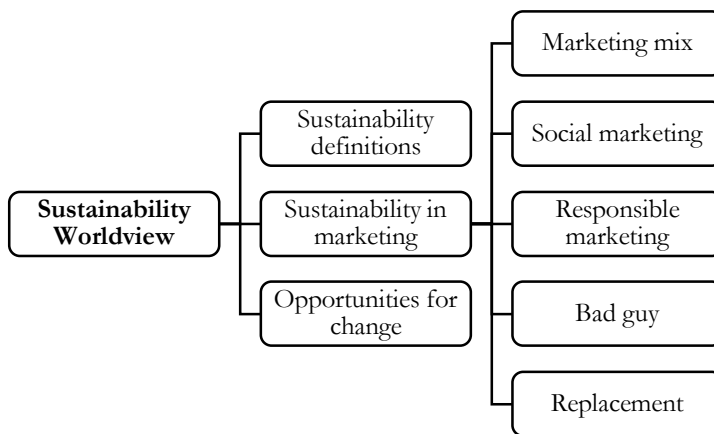 Sustainability
Worldview
Sustainability
definitions
Sustainability in
marketing
Opportunities for
change
Marketing mix
Social marketing
Responsible
marketing
Bad guy
Replacement